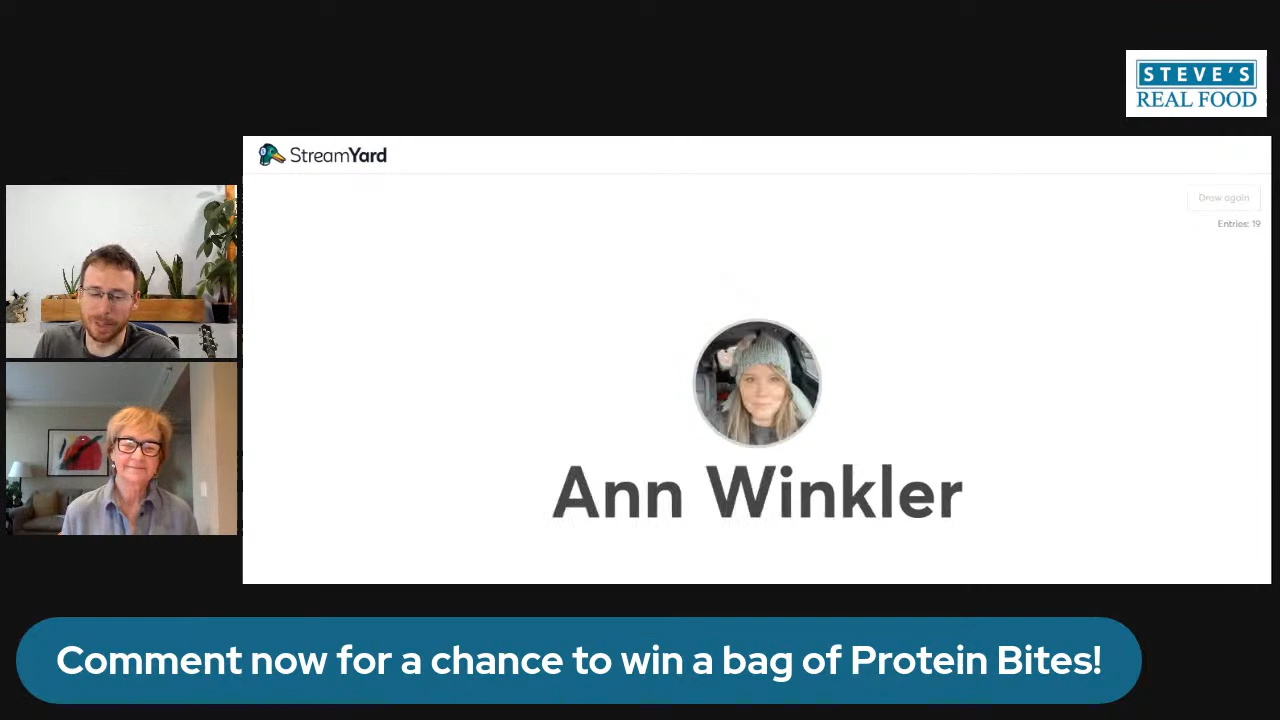 STEVE'S
REAL FOOD
StreamYard
Draw again
Entries: 19
Ann Winkler
Comment now for a chance to win a bag of Protein Bites!